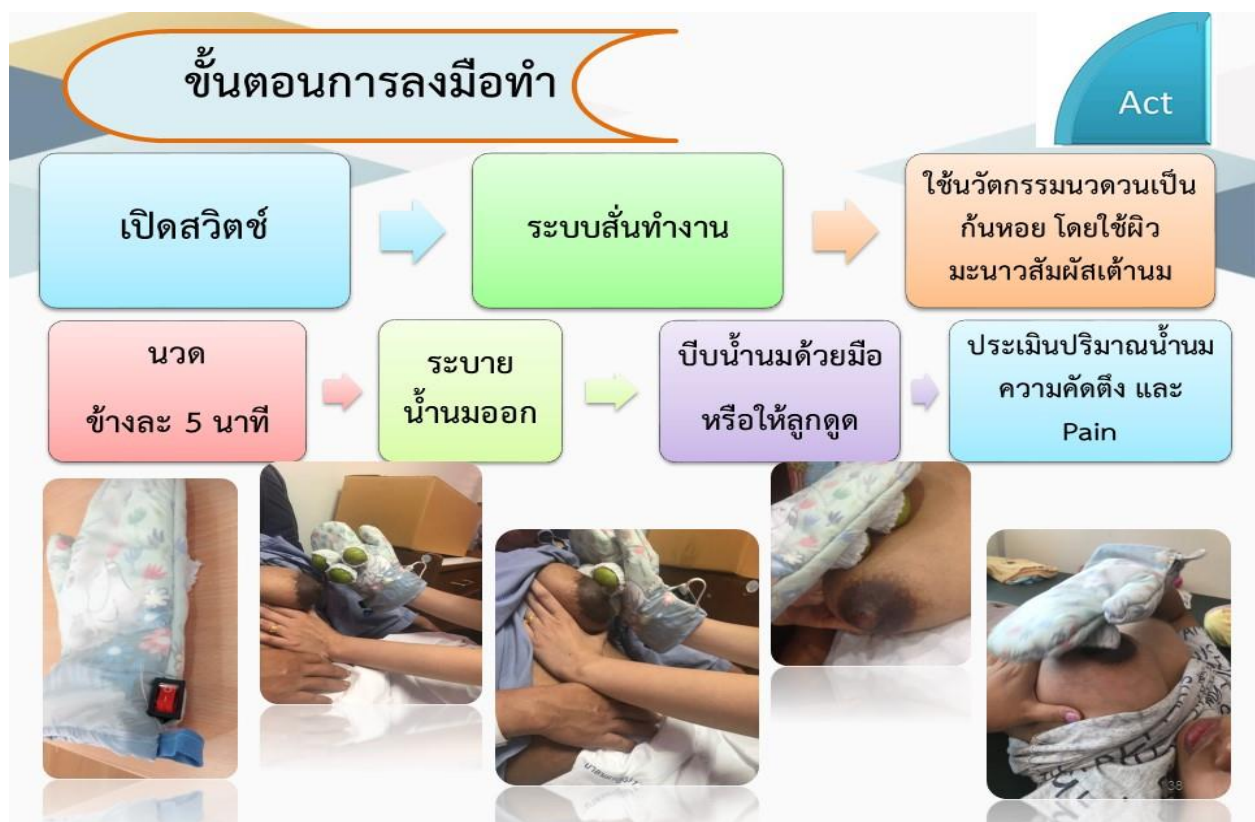 ขั้นตอนการลงมือทำ
Act
เปิดสวิตช์
ระบบสั่นทำงาน
ใช้นวัตกรรมนวดวนเป็น
ก้นหอย โดยใช้ผิว
มะนาวสัมผัสเต้านม
นวด
ข้างละ 5 นาที
ระบาย
น้ำนมออก
บีบน้ำนมด้วยมือ
หรือให้ลูกดูด
ประเมินปริมาณน้ำนม
ความคัดตึง และ
Pain
38